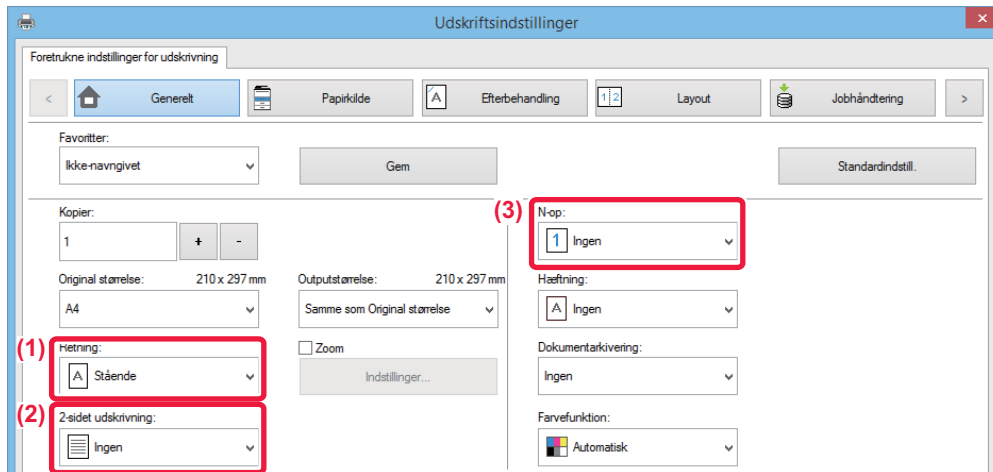 Udskriftsindstillinger
Foretrukne indstillinger for udskrivning
< Generelt Papirkilde Efterbehandling Layout Jobhåndtering >
Favoritter:
Ikke-navngivet Gem Standardindstill.
Kopier: (3) N-op:
1 + - 1 Ingen
Original størrelse: 210 x 297 mm Outputstørrelse: 210 x 297 mm Hæftning:
A4 Samme som Original størrelse A Ingen
(1) Retning: Zoom Dokumentarkivering:
A Stående Indstillinger... Ingen
(2) 2-sidet udskrivning: Farvefunktion:
Ingen Automatisk